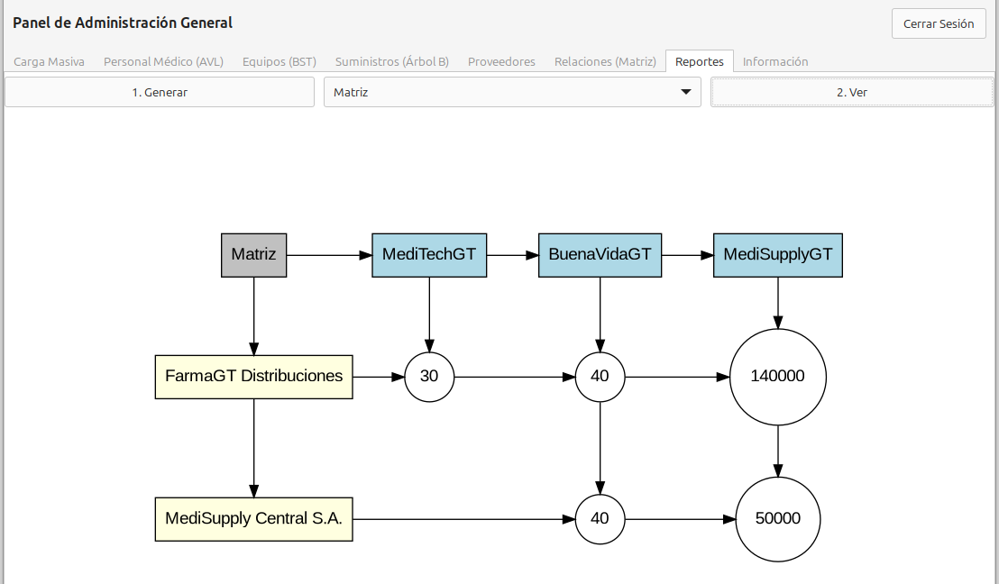 Panel de Administración General
Cerrar Sesión
Carga Masiva
Personal Médico (AVL)
Equipos (BST)
Suministros (Árbol B)
Proveedores
Relaciones (Matriz)
Reportes
Información
1. Generar
Matriz
2. Ver
Matriz
MediTechGT
BuenaVidaGT
MediSupplyGT
FarmaGT Distribuciones
30
40
140000
MediSupply Central S.A.
40
50000